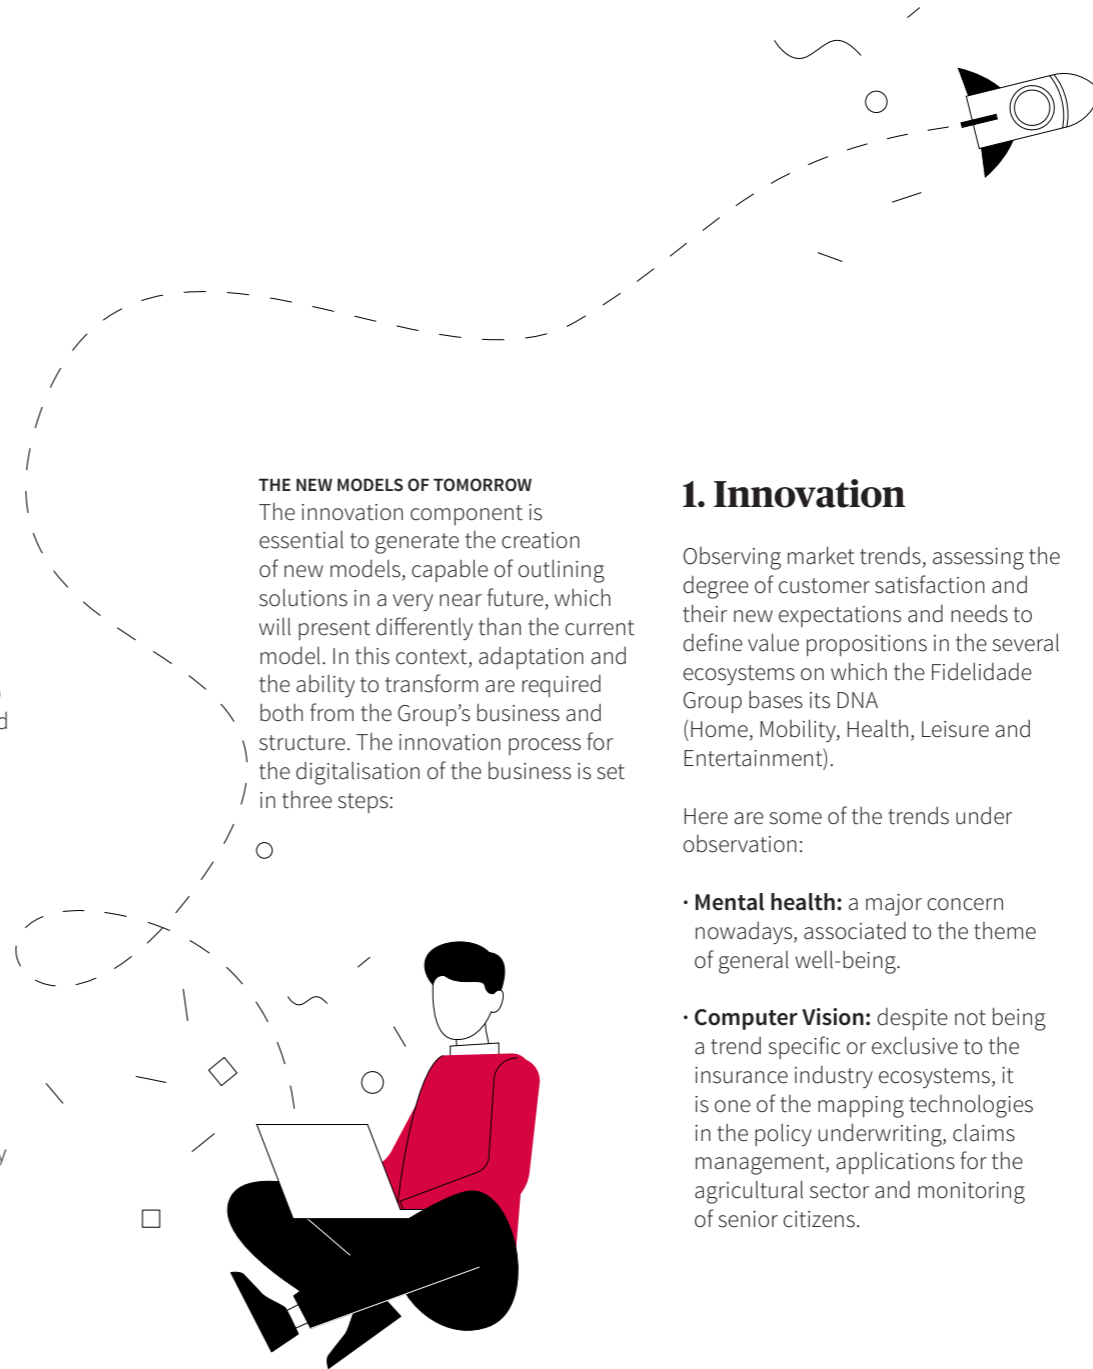 THE NEW MODELS OF TOMORROW
The innovation component is
essential to generate the creation
of new models, capable of outlining
solutions in a very near future, which
will present differently than the current
model. In this context, adaptation and
the ability to transform are required
both from the Group's business and
structure. The innovation process for
the digitalisation of the business is set
in three steps:
1. Innovation
Observing market trends, assessing the
degree of customer satisfaction and
their new expectations and needs to
define value propositions in the several
ecosystems on which the Fidelidade
Group bases its DNA
(Home, Mobility, Health, Leisure and
Entertainment).
Here are some of the trends under
observation:
· Mental health: a major concern
nowadays, associated to the theme
of general well-being.
· Computer Vision: despite not being
a trend specific or exclusive to the
insurance industry ecosystems, it
is one of the mapping technologies
in the policy underwriting, claims
management, applications for the
agricultural sector and monitoring
of senior citizens.